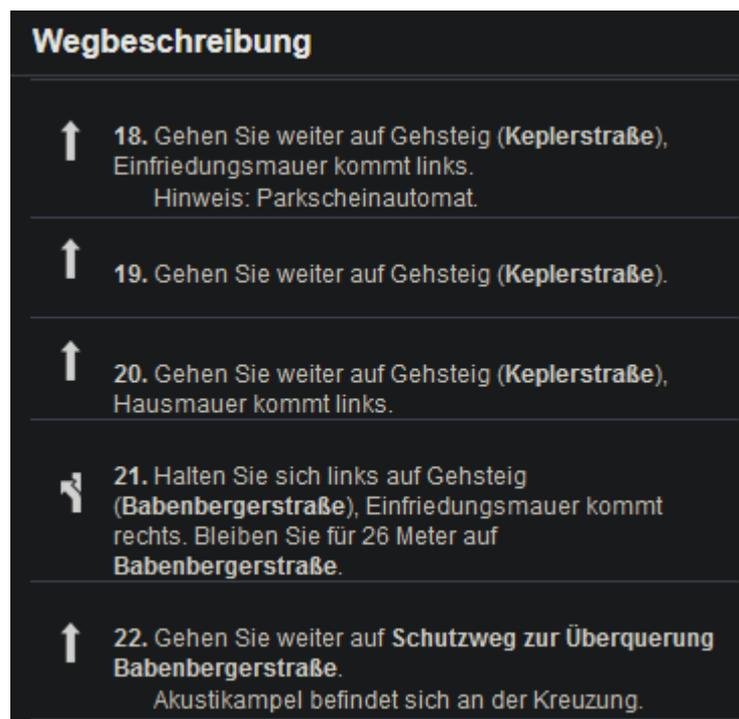 Wegbeschreibung
18. Gehen Sie weiter auf Gehsteig (Keplerstraße),
Einfriedungsmauer kommt links.
Hinweis: Parkscheinautomat.
19. Gehen Sie weiter auf Gehsteig (Keplerstraße).
20. Gehen Sie weiter auf Gehsteig (Keplerstraße),
Hausmauer kommt links.
21. Halten Sie sich links auf Gehsteig
(Babenbergerstraße), Einfriedungsmauer kommt
rechts. Bleiben Sie für 26 Meter auf
Babenbergerstraße.
22. Gehen Sie weiter auf Schutzweg zur Überquerung
Babenbergerstraße.
Akustikampel befindet sich an der Kreuzung.